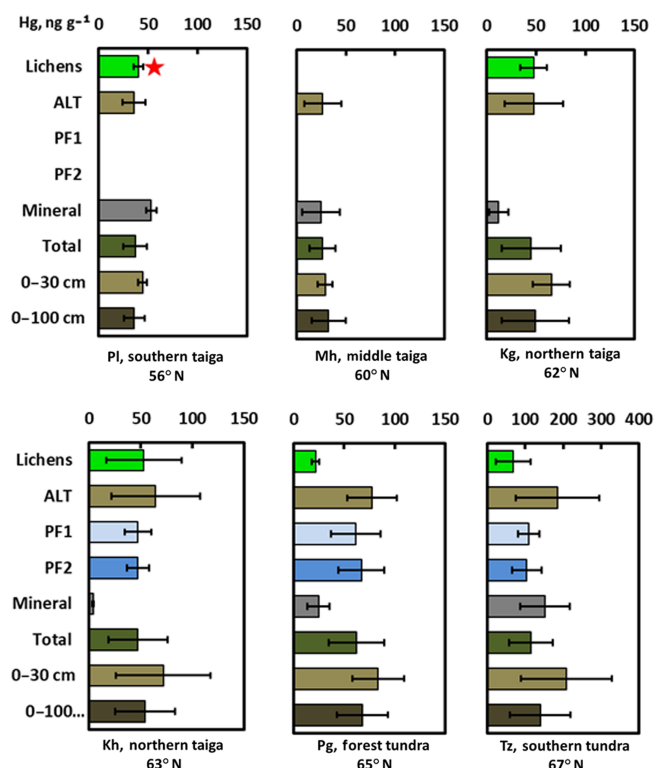 Hg, ng g⁻¹ 0 50 100 150 0 50 100 150 0 50 100 150
Lichens
ALT
PF1
PF2
Mineral
Total
0–30 cm
0–100 cm
Pl, southern taiga
56° N
Mh, middle taiga
60° N
Kg, northern taiga
62° N
0 50 100 150 0 50 100 150 0 100 200 300 400
Lichens
ALT
PF1
PF2
Mineral
Total
0–30 cm
0–100...
Kh, northern taiga
63° N
Pg, forest tundra
65° N
Tz, southern tundra
67° N